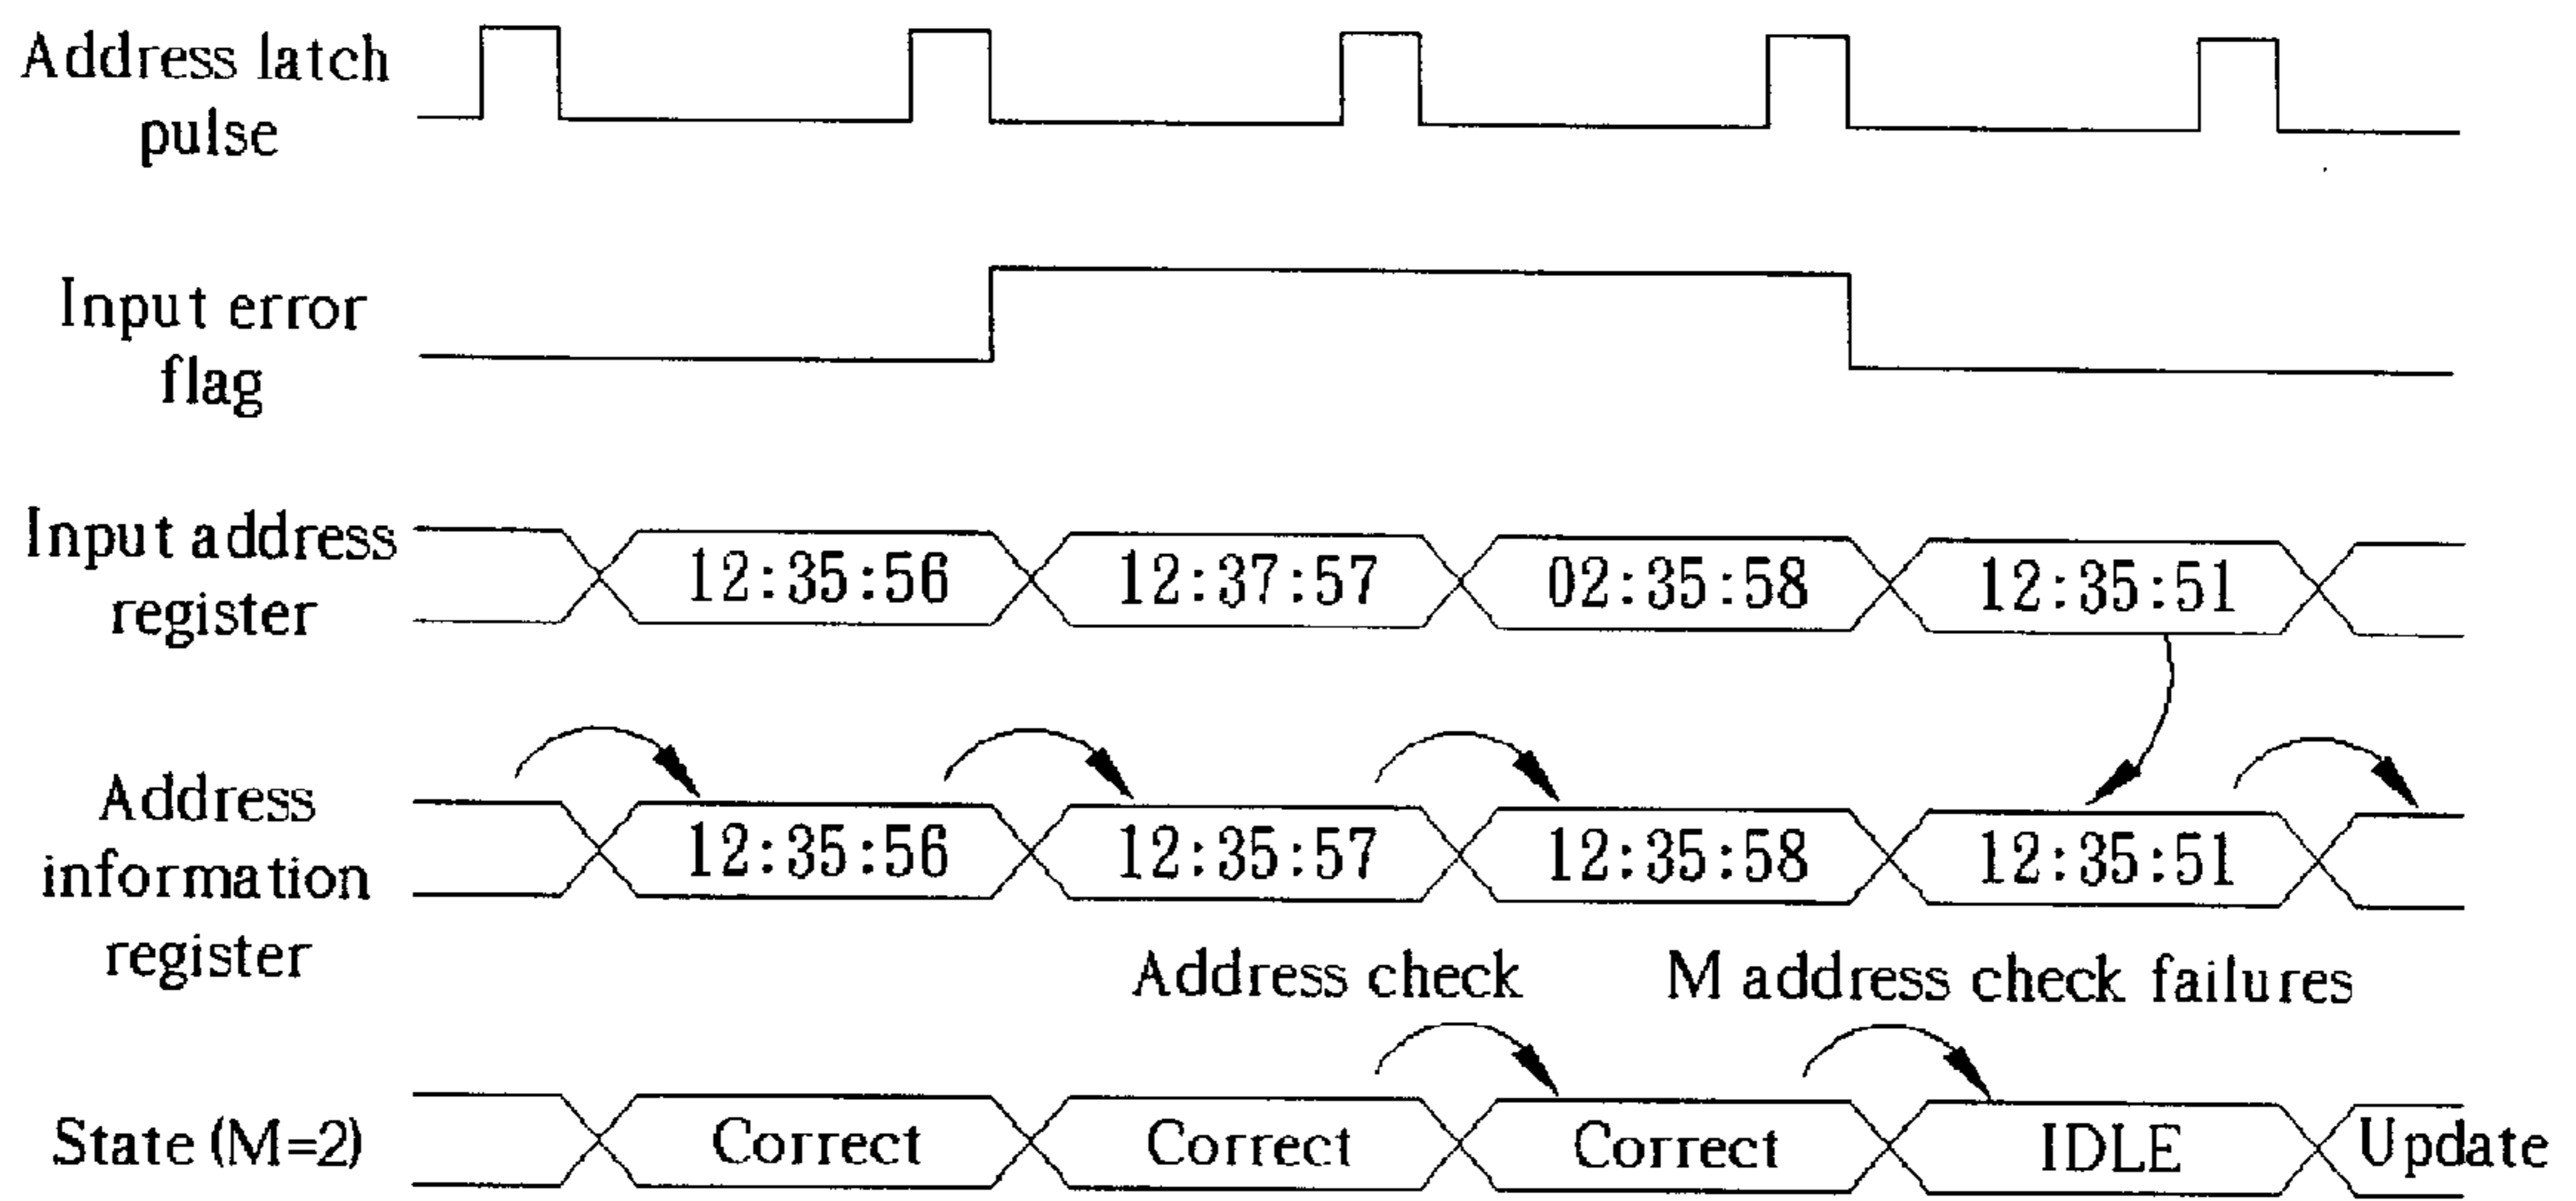 Address latch
pulse
Input error
flag
Input address
register
12:35:56
12:37:57
02:35:58
12:35:51
Address
information
register
12:35:56
12:35:57
12:35:58
12:35:51
Address check
M address check failures
State (M=2)
Correct
Correct
Correct
IDLE
Update